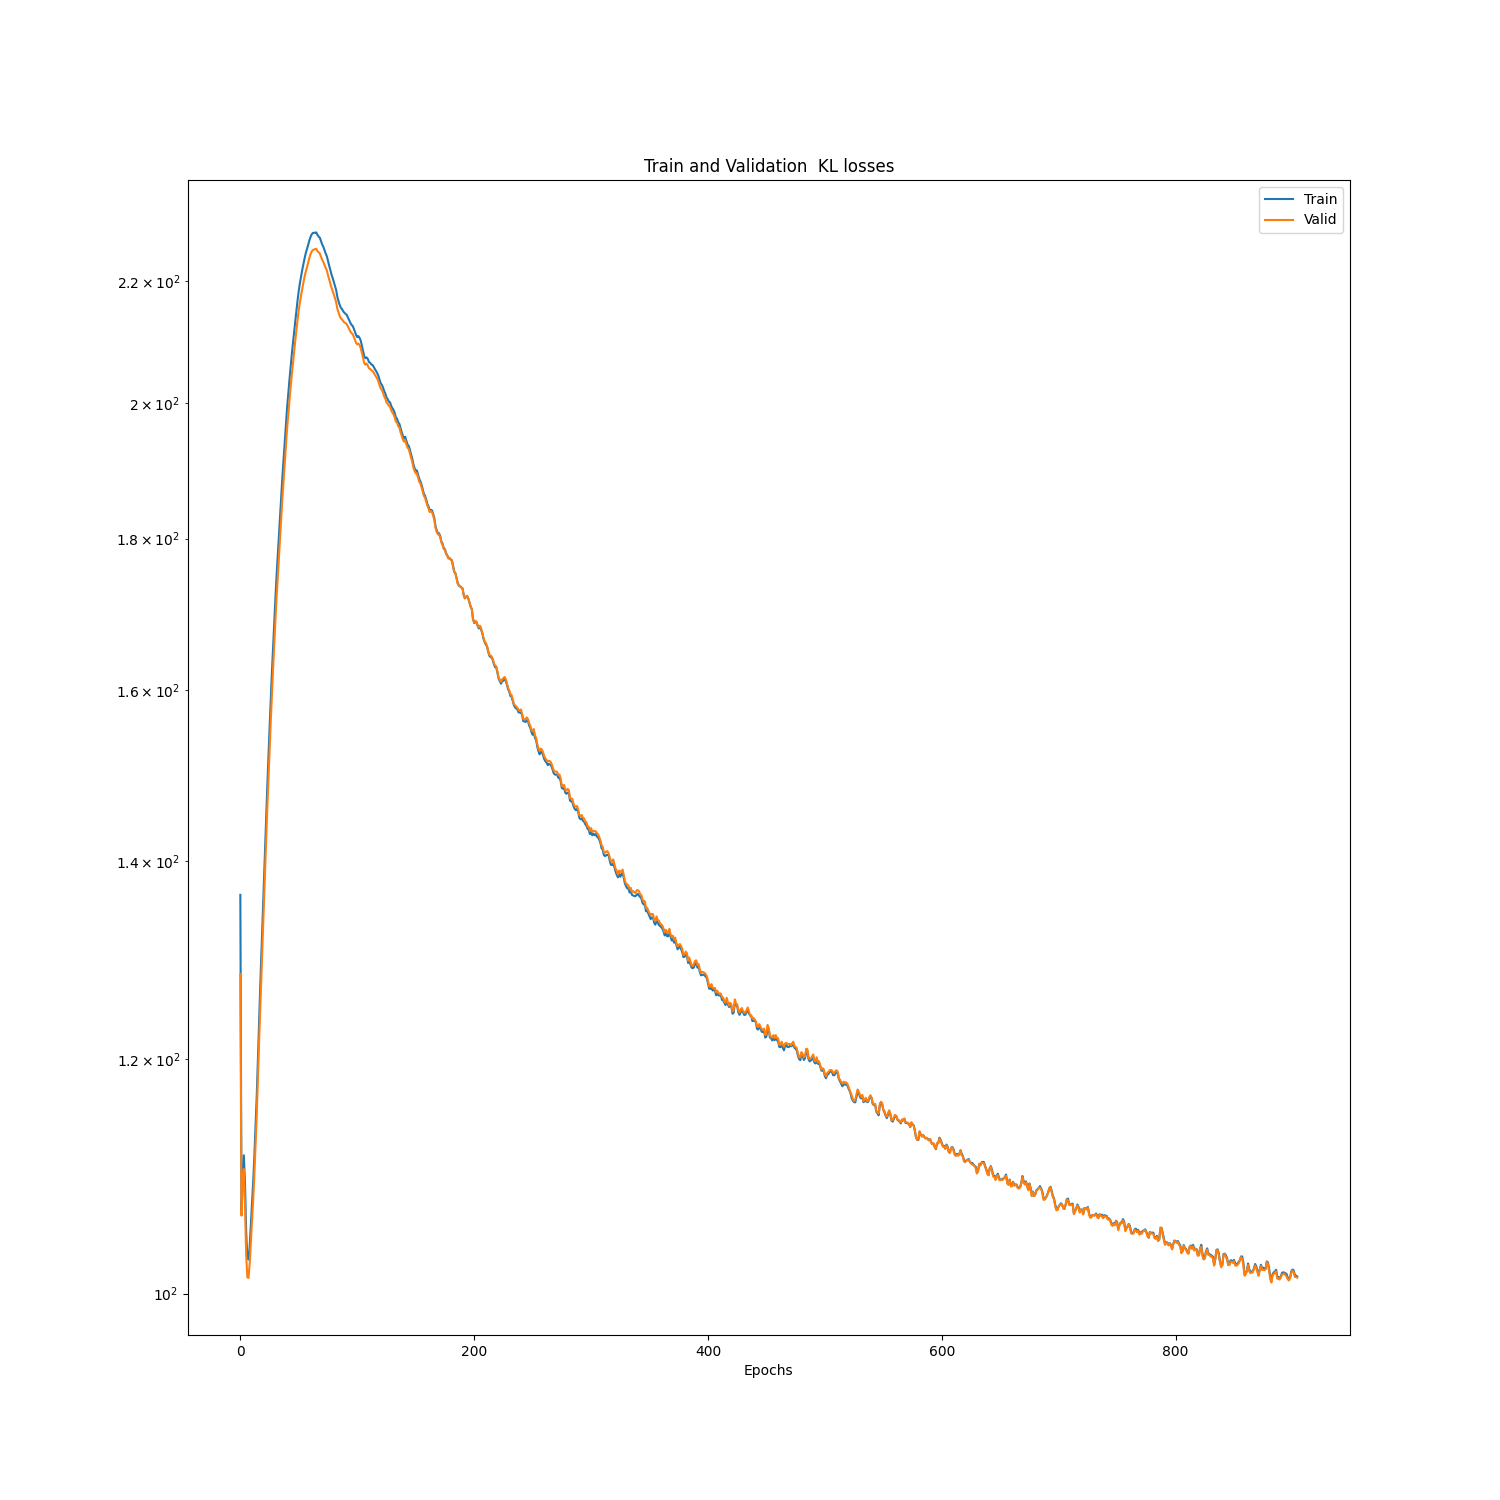 Train and Validation  KL losses
Train
Valid
2.2 × 10²
2 × 10²
1.8 × 10²
1.6 × 10²
1.4 × 10²
1.2 × 10²
10²
0 200 400 600 800
Epochs